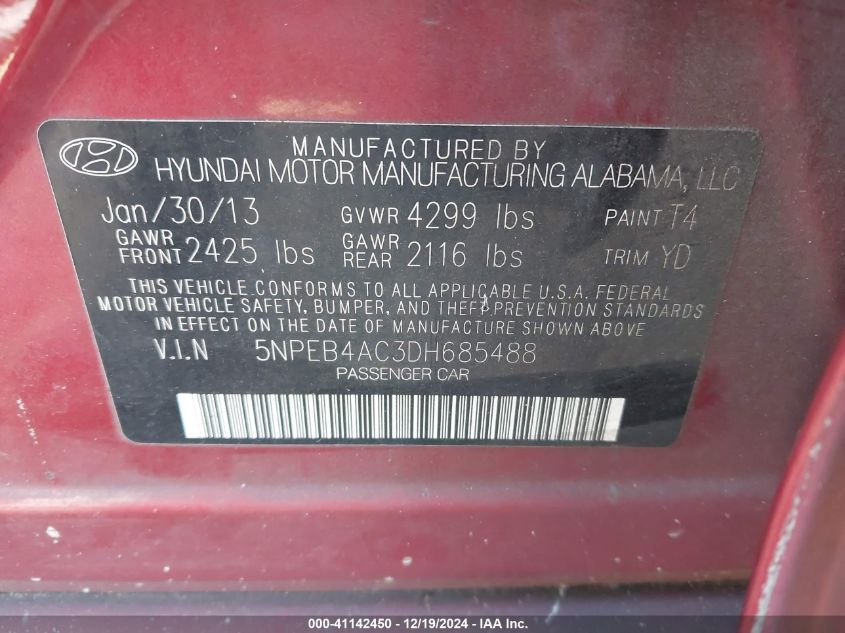 MANUFACTURED BY
HYUNDAI MOTOR MANUFACTURING ALABAMA, LLC
Jan/30/13 GVWR 4299 lbs PAINT T4
GAWR FRONT 2425 lbs GAWR REAR 2116 lbs TRIM YD
THIS VEHICLE CONFORMS TO ALL APPLICABLE U.S.A. FEDERAL
MOTOR VEHICLE SAFETY, BUMPER, AND THEFT PREVENTION STANDARDS
IN EFFECT ON THE DATE OF MANUFACTURE SHOWN ABOVE
V.I.N 5NPEB4AC3DH685488
PASSENGER CAR
000-41142450 - 12/19/2024 - IAA Inc.